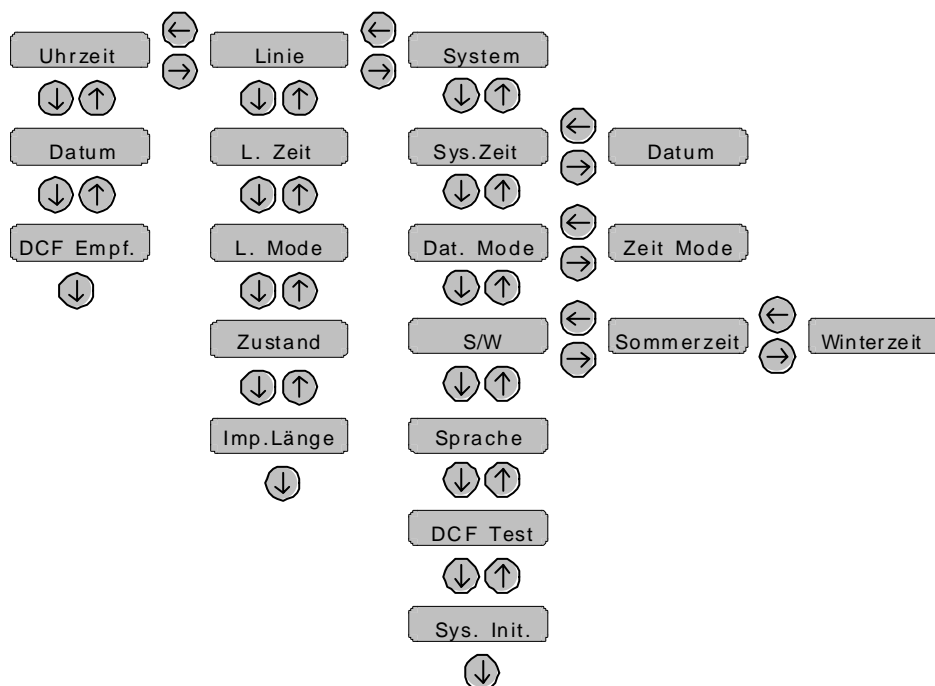 Uhrzeit
Linie
System
Datum
L. Zeit
Sys.Zeit
Datum
DCF Empf.
L. Mode
Dat. Mode
Zeit Mode
Zustand
S/W
Sommerzeit
Winterzeit
Imp.Länge
Sprache
DCF Test
Sys. Init.